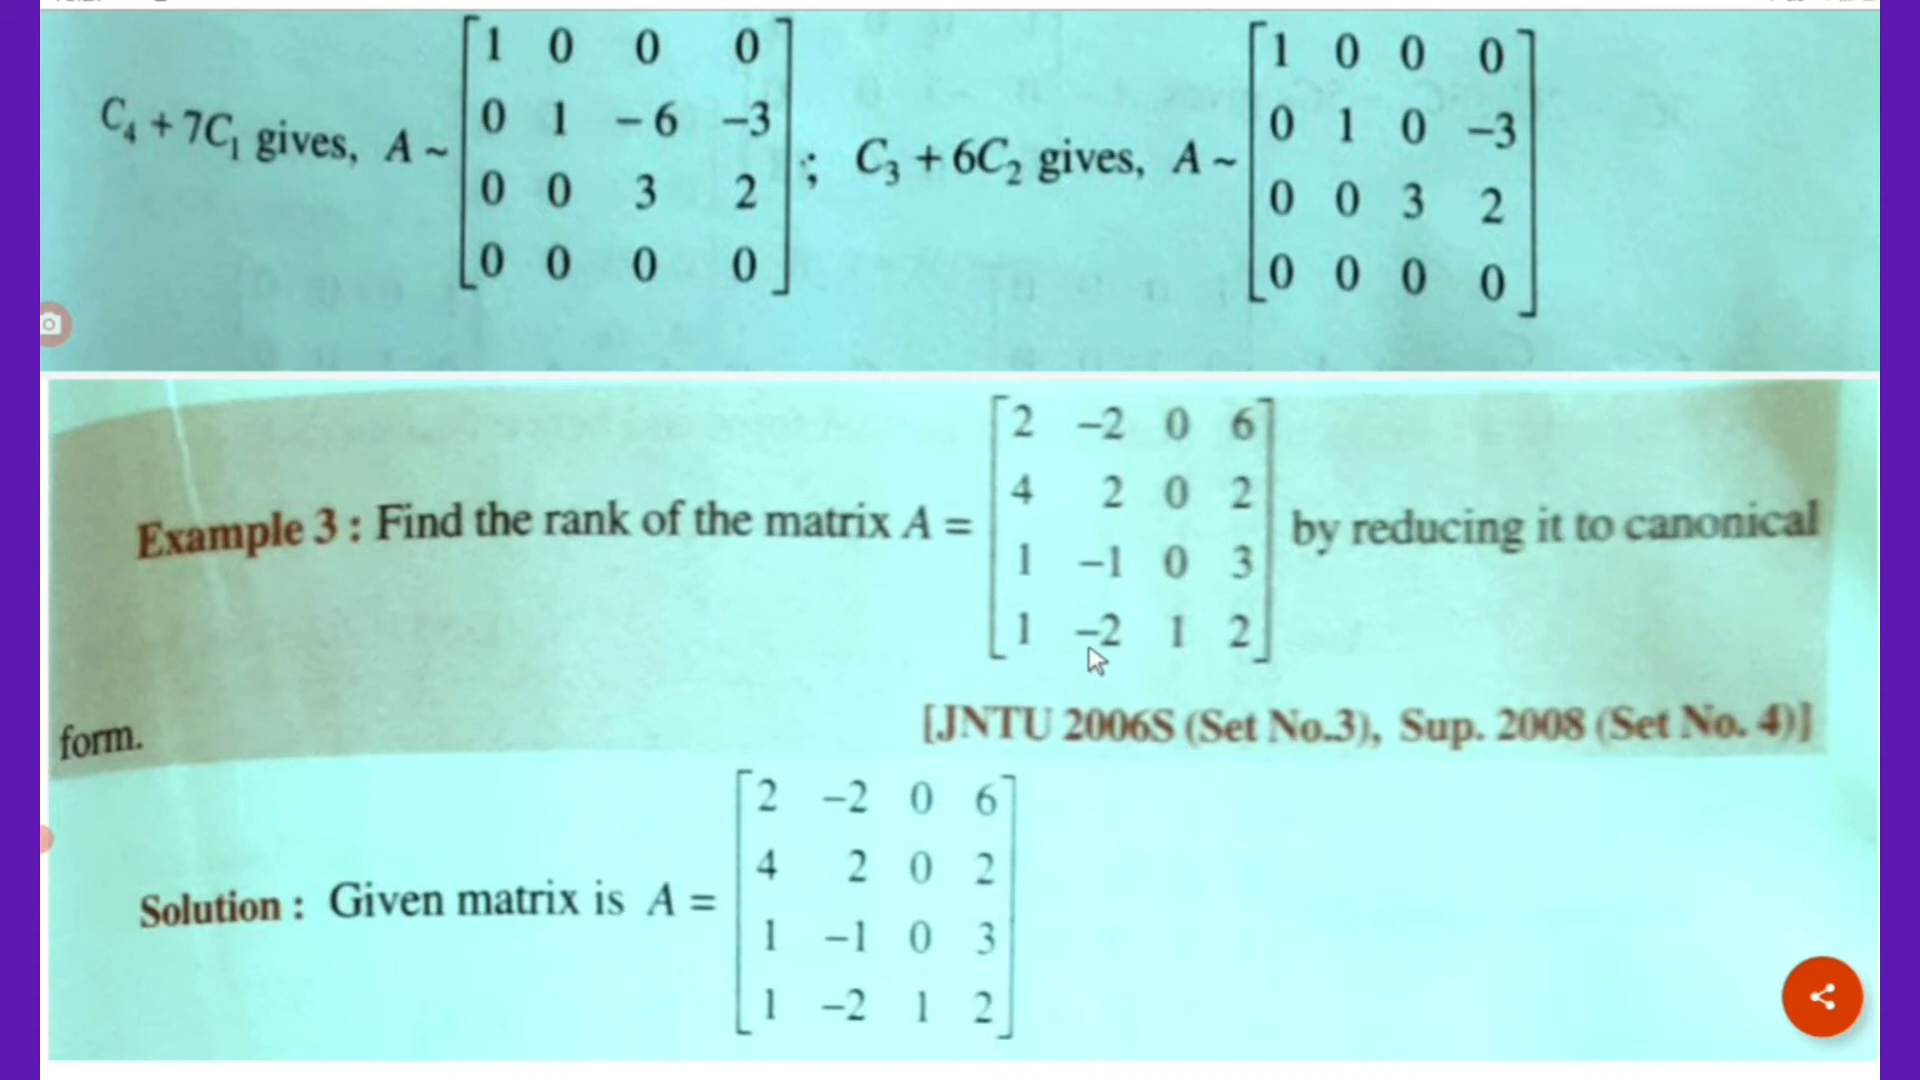 C₄ + 7C₁ gives, A ~ [1 0 0 0; 0 1 −6 −3; 0 0 3 2; 0 0 0 0] ; C₃ + 6C₂ gives, A ~ [1 0 0 0; 0 1 0 −3; 0 0 3 2; 0 0 0 0]
Example 3 : Find the rank of the matrix A = [2 −2 0 6; 4 2 0 2; 1 −1 0 3; 1 −2 1 2] by reducing it to canonical
form.
[JNTU 2006S (Set No.3), Sup. 2008 (Set No. 4)]
Solution : Given matrix is A = [2 −2 0 6; 4 2 0 2; 1 −1 0 3; 1 −2 1 2]